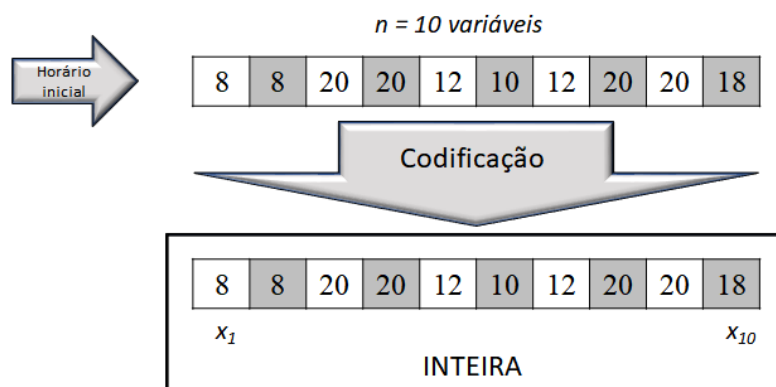 n = 10 variáveis
Horário
inicial
8 8 20 20 12 10 12 20 20 18
Codificação
8 8 20 20 12 10 12 20 20 18
x1 x10
INTEIRA